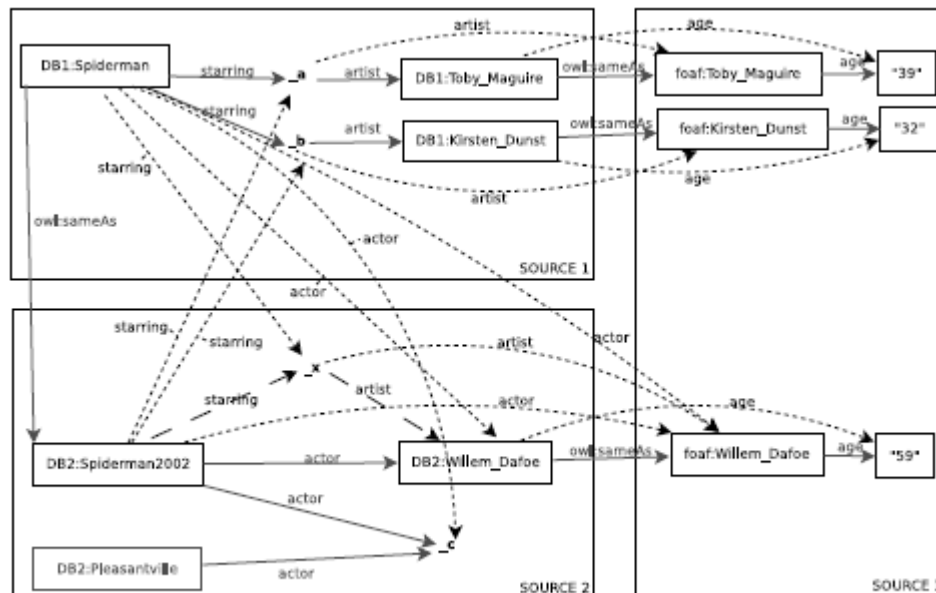 artist
age
DB1:Spiderman
starring
_a
artist
DB1:Toby_Maguire
owl:sameAs
foaf:Toby_Maguire
age
"39"
starring
_b
artist
DB1:Kirsten_Dunst
owl:sameAs
foaf:Kirsten_Dunst
age
"32"
starring
age
artist
owl:sameAs
actor
SOURCE 1
actor
starring
starring
actor
artist
_x
starring
artist
actor
age
DB2:Spiderman2002
actor
DB2:Willem_Dafoe
owl:sameAs
foaf:Willem_Dafoe
age
"59"
actor
_c
DB2:Pleasantville
actor
SOURCE 2
SOURCE